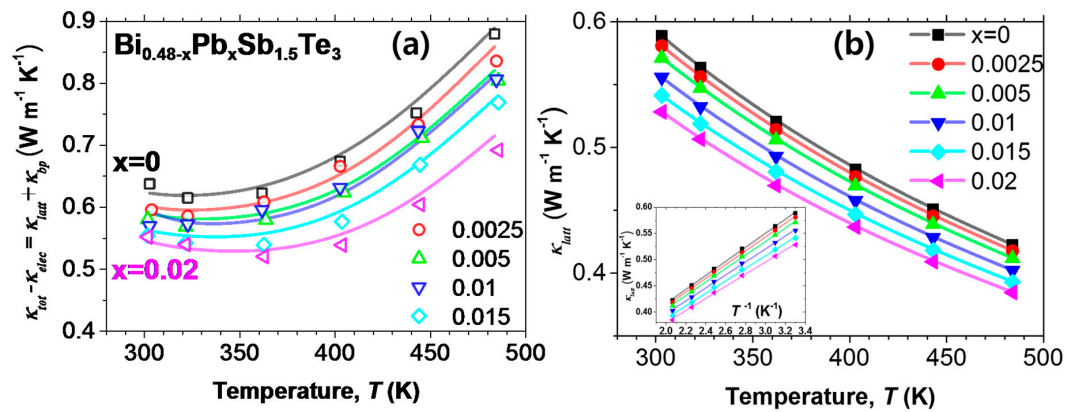 Bi0.48-xPbxSb1.5Te3 (a)
κtot − κelec = κlatt + κbp (W m-1 K-1)
0.9
0.8
0.7
0.6
0.5
0.4
x=0
x=0.02
0.0025
0.005
0.01
0.015
250 300 350 400 450 500
Temperature, T (K)
(b)
κlatt (W m-1 K-1)
0.5
0.4
x=0
0.0025
0.005
0.01
0.015
0.02
κlat (W m-1 K-1)
0.60
0.55
0.50
0.45
0.40
T -1 (K-1)
2.0 2.2 2.4 2.6 2.8 3.0 3.2 3.4
300 350 400 450 500
Temperature, T (K)